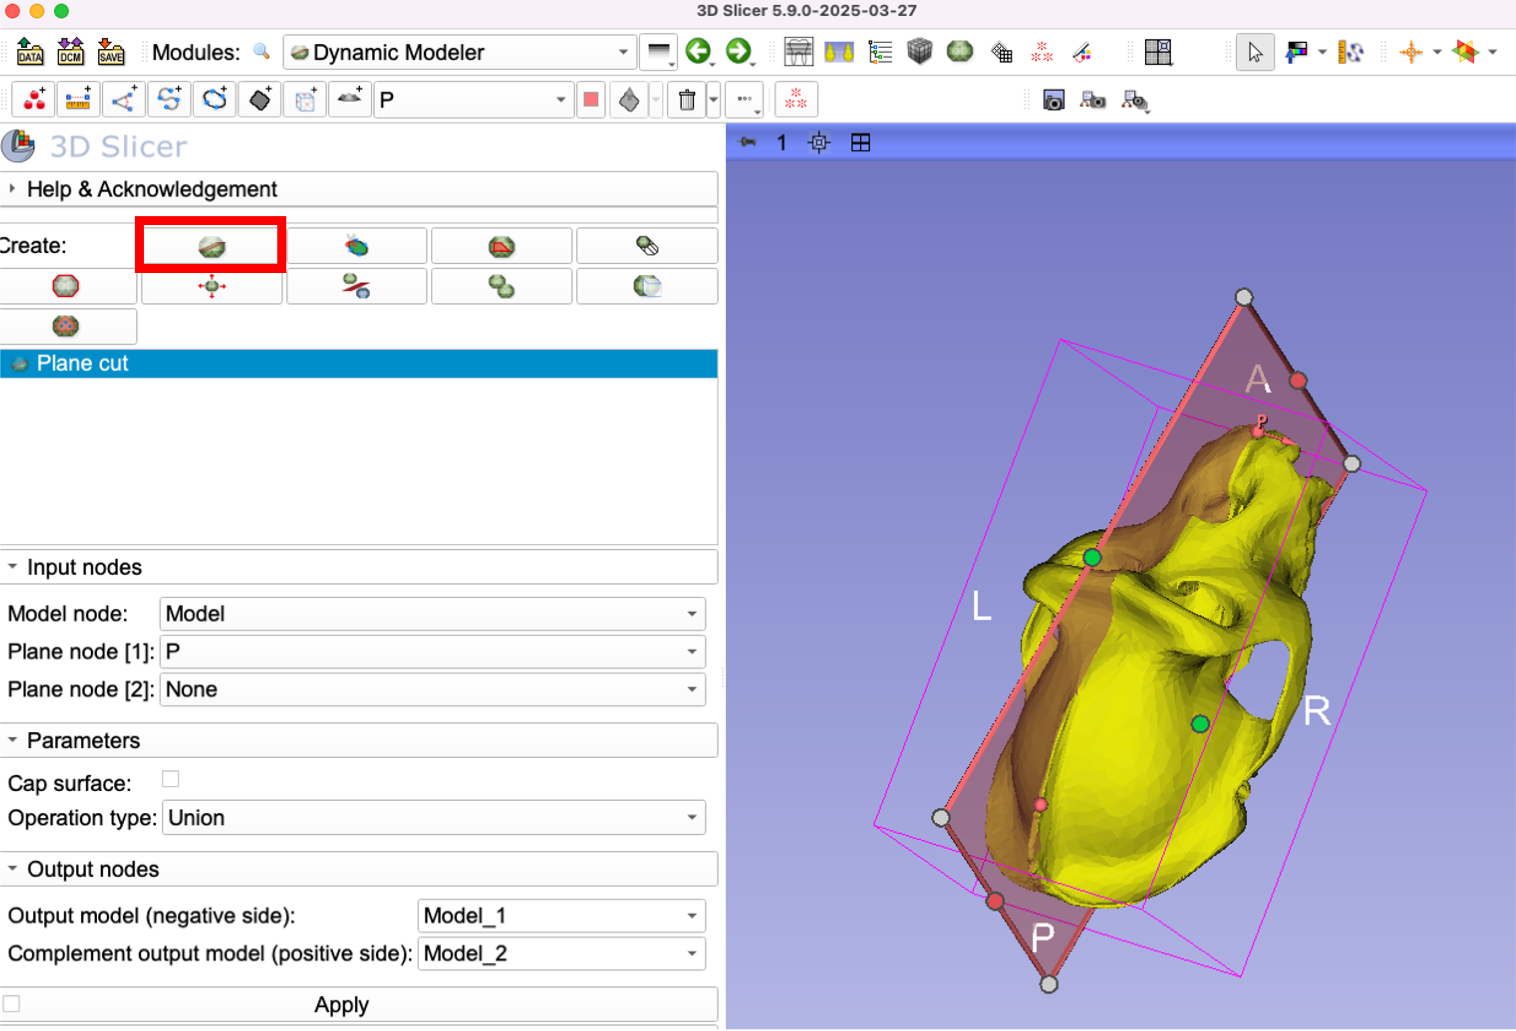 3D Slicer 5.9.0-2025-03-27
DATA
DCM
SAVE
Modules:
Dynamic Modeler
P
3D Slicer
1
Help & Acknowledgement
Create:
Plane cut
A
P
L
R
P
Input nodes
Model node: Model
Plane node [1]: P
Plane node [2]: None
Parameters
Cap surface:
Operation type: Union
Output nodes
Output model (negative side): Model_1
Complement output model (positive side): Model_2
Apply